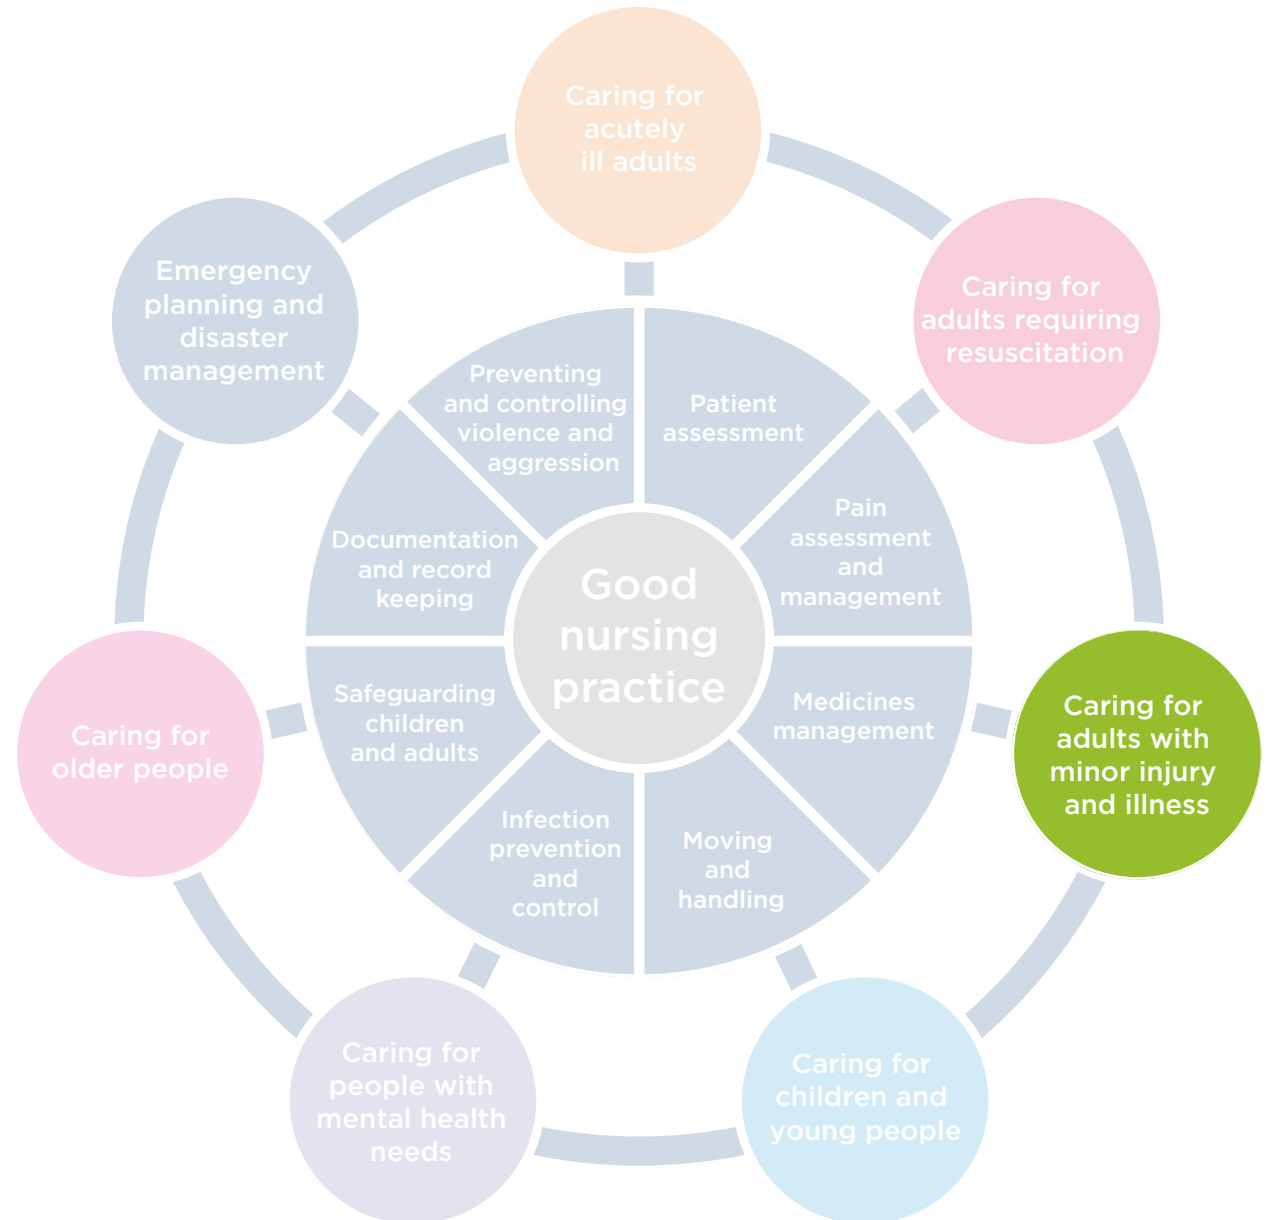 Caring for
acutely
ill adults
Caring for
adults requiring
resuscitation
Caring for
adults with
minor injury
and illness
Caring for
children and
young people
Caring for
people with
mental health
needs
Caring for
older people
Emergency
planning and
disaster
management
Patient
assessment
Pain
assessment
and
management
Medicines
management
Moving
and
handling
Infection
prevention
and
control
Safeguarding
children
and adults
Documentation
and record
keeping
Preventing
and controlling
violence and
aggression
Good
nursing
practice